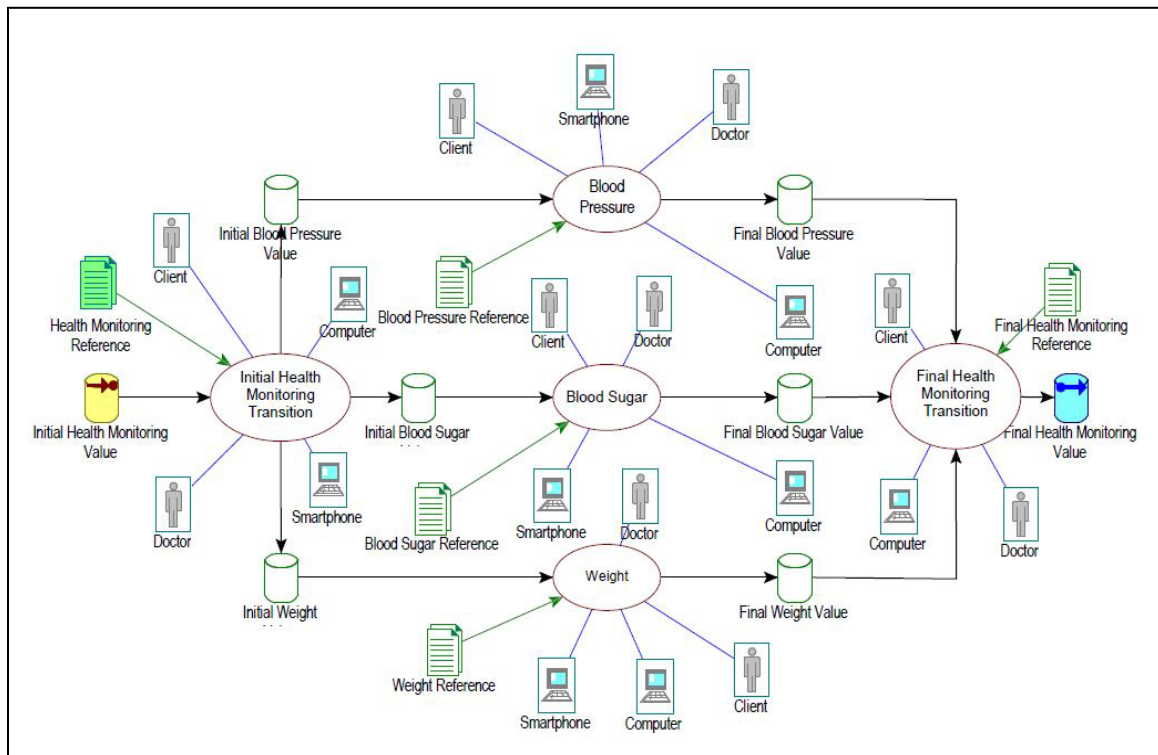 Smartphone
Client
Doctor
Blood
Pressure
Initial Blood Pressure
Value
Final Blood Pressure
Value
Client
Health Monitoring
Reference
Computer
Blood Pressure Reference
Client
Doctor
Computer
Client
Final Health Monitoring
Reference
Initial Health
Monitoring
Transition
Blood Sugar
Final Health
Monitoring
Transition
Initial Health Monitoring
Value
Initial Blood Sugar
Final Blood Sugar Value
Final Health Monitoring
Value
Doctor
Smartphone
Blood Sugar Reference
Smartphone
Doctor
Computer
Computer
Doctor
Weight
Initial Weight
Final Weight Value
Weight Reference
Smartphone
Computer
Client